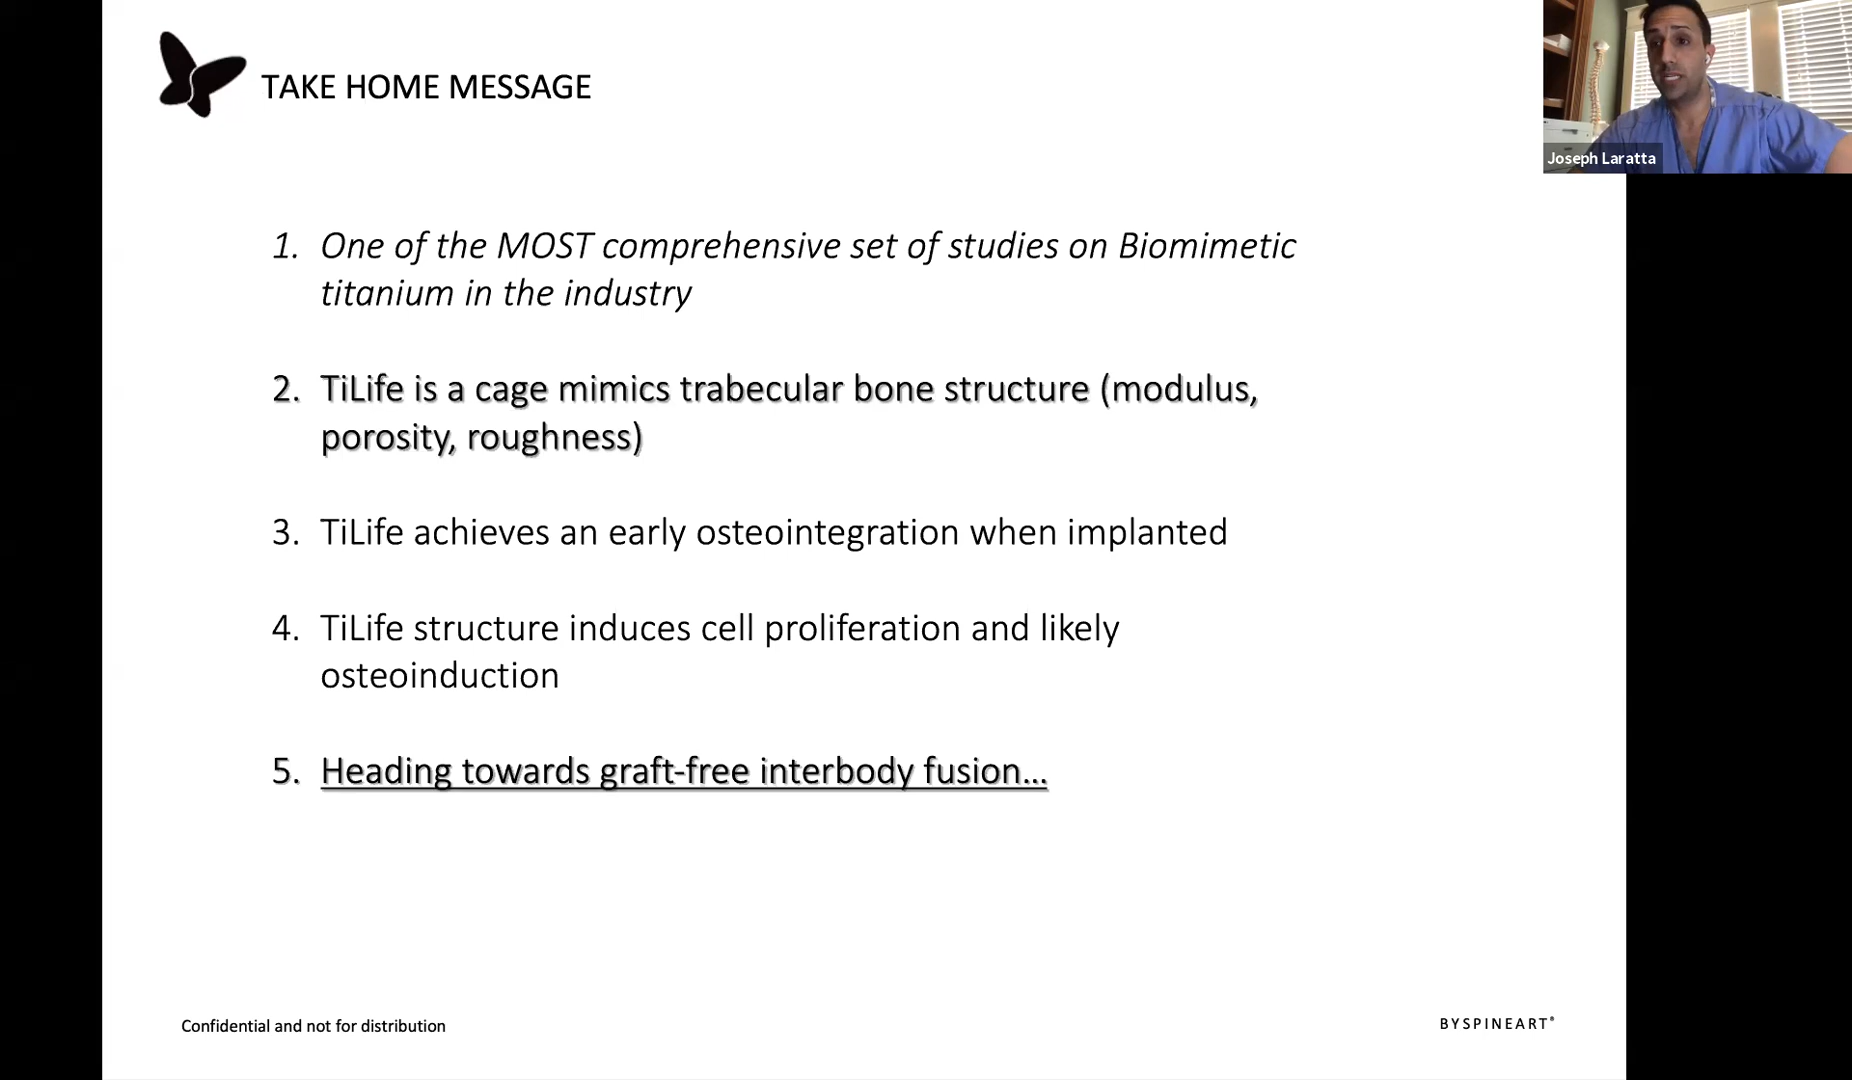 TAKE HOME MESSAGE
Joseph Laratta
1. One of the MOST comprehensive set of studies on Biomimetic
titanium in the industry
2. TiLife is a cage mimics trabecular bone structure (modulus,
porosity, roughness)
3. TiLife achieves an early osteointegration when implanted
4. TiLife structure induces cell proliferation and likely
osteoinduction
5. Heading towards graft-free interbody fusion...
Confidential and not for distribution
BYSPINEART®